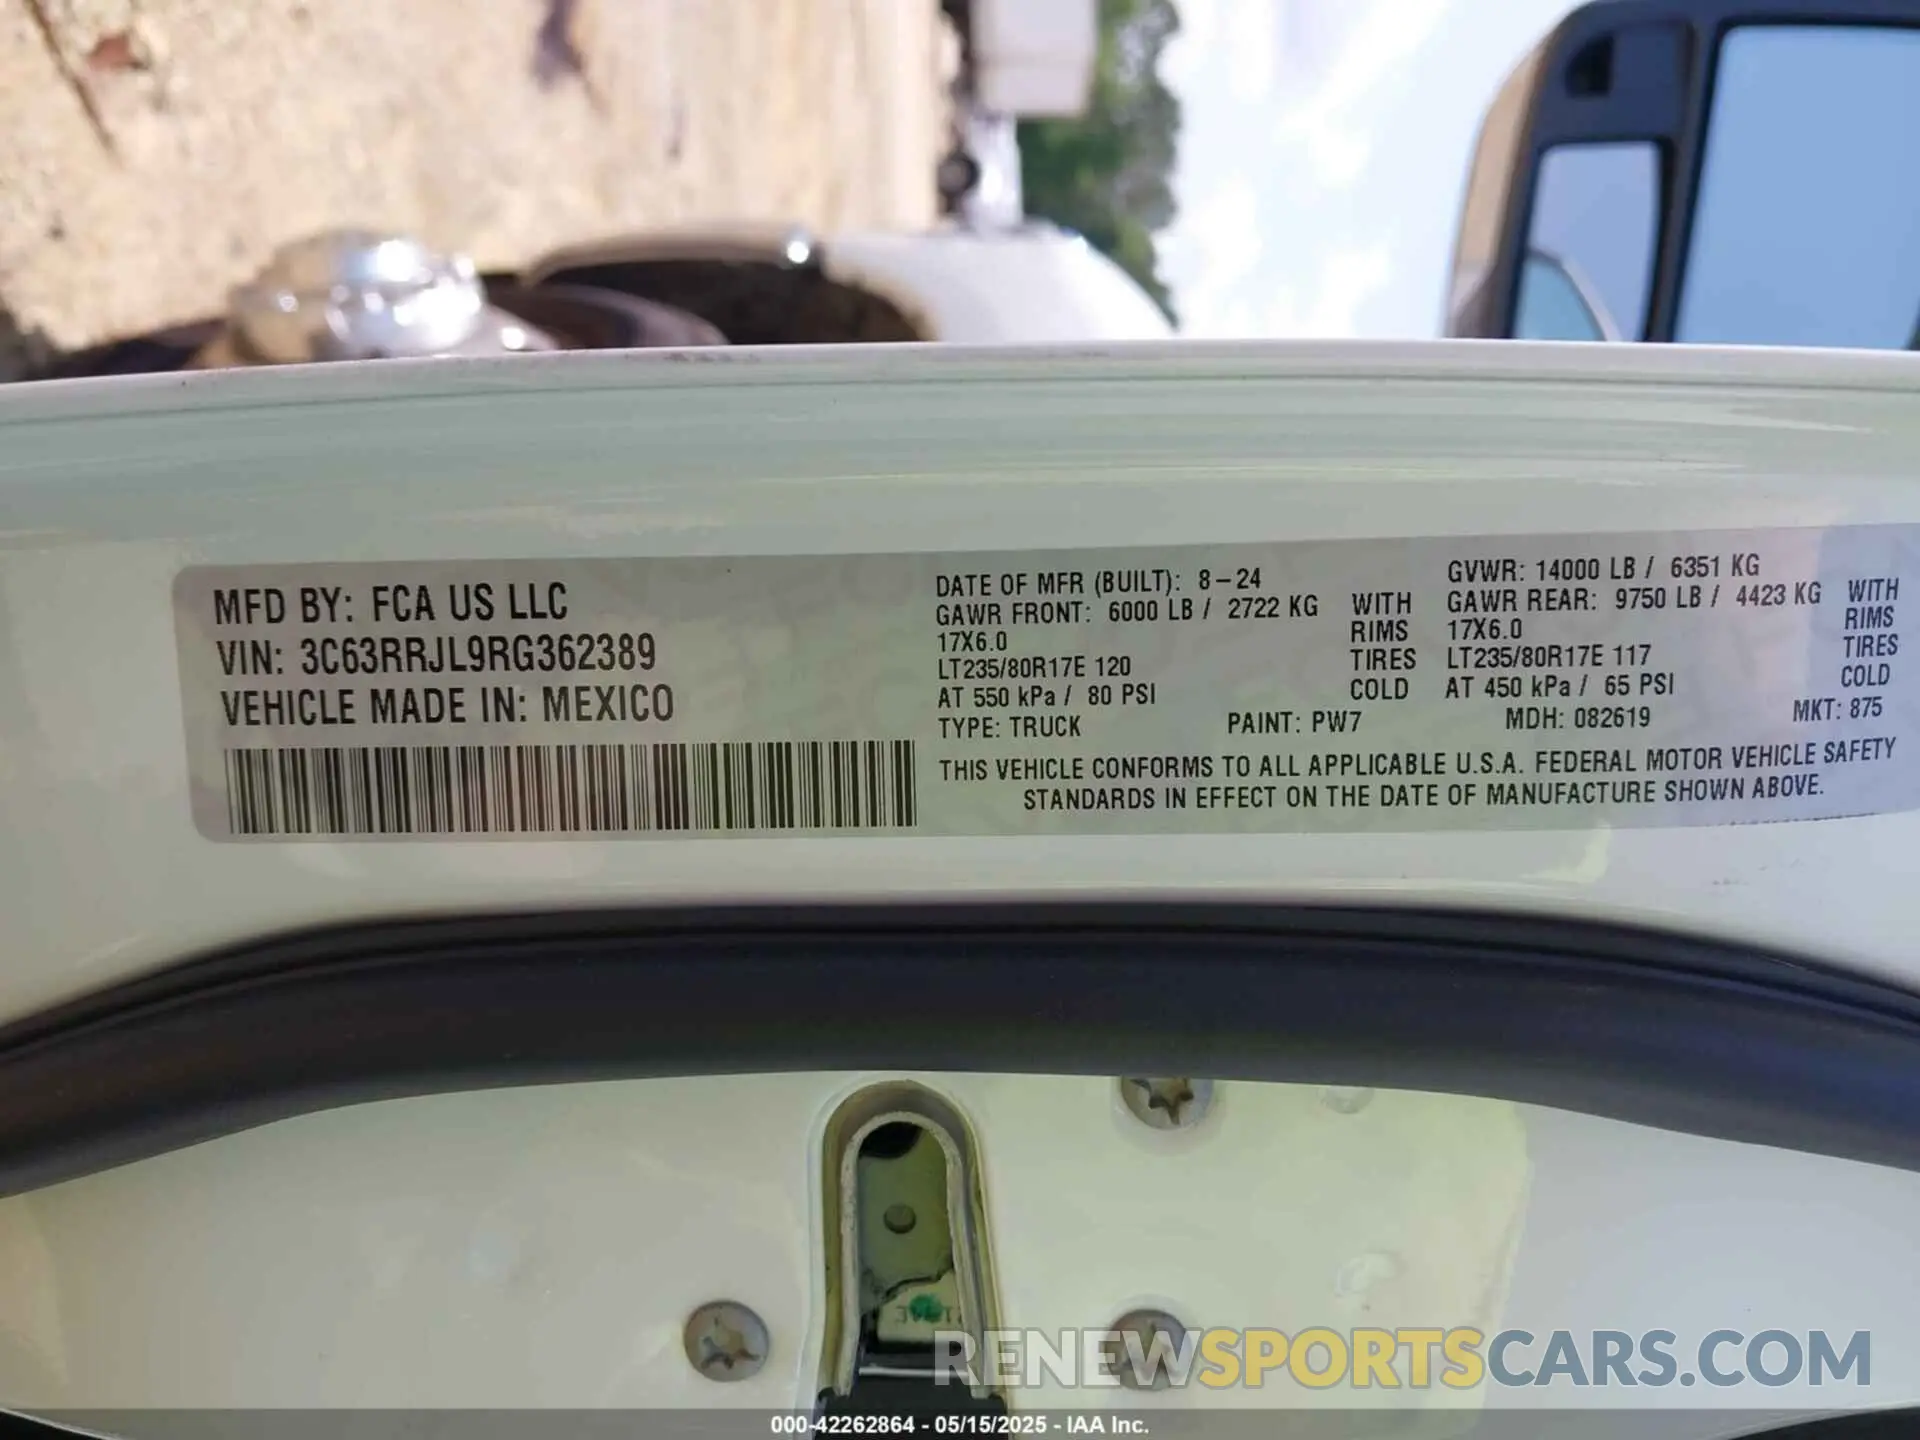 MFD BY: FCA US LLC
VIN: 3C63RRJL9RG362389
VEHICLE MADE IN: MEXICO
DATE OF MFR (BUILT): 8-24
GAWR FRONT: 6000 LB / 2722 KG WITH
17X6.0 RIMS
LT235/80R17E 120 TIRES
AT 550 kPa / 80 PSI COLD
GVWR: 14000 LB / 6351 KG
GAWR REAR: 9750 LB / 4423 KG WITH
17X6.0 RIMS
LT235/80R17E 117 TIRES
AT 450 kPa / 65 PSI COLD
TYPE: TRUCK PAINT: PW7 MDH: 082619 MKT: 875
THIS VEHICLE CONFORMS TO ALL APPLICABLE U.S.A. FEDERAL MOTOR VEHICLE SAFETY
STANDARDS IN EFFECT ON THE DATE OF MANUFACTURE SHOWN ABOVE.
RENEWSPORTSCARS.COM
000-42262864 - 05/15/2025 - IAA Inc.